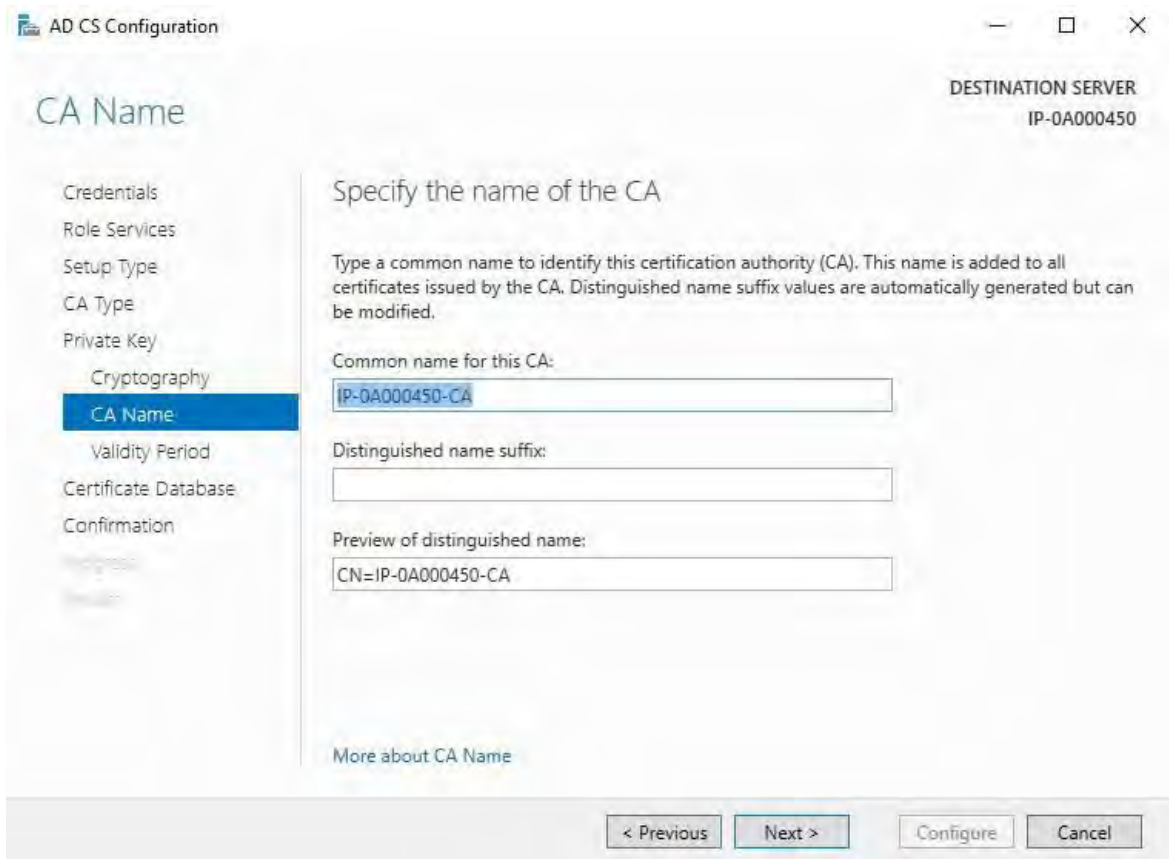 AD CS Configuration
DESTINATION SERVER
IP-0A000450
CA Name
Credentials
Role Services
Setup Type
CA Type
Private Key
Cryptography
CA Name
Validity Period
Certificate Database
Confirmation
Specify the name of the CA
Type a common name to identify this certification authority (CA). This name is added to all
certificates issued by the CA. Distinguished name suffix values are automatically generated but can
be modified.
Common name for this CA:
IP-0A000450-CA
Distinguished name suffix:
Preview of distinguished name:
CN=IP-0A000450-CA
More about CA Name
< Previous
Next >
Configure
Cancel